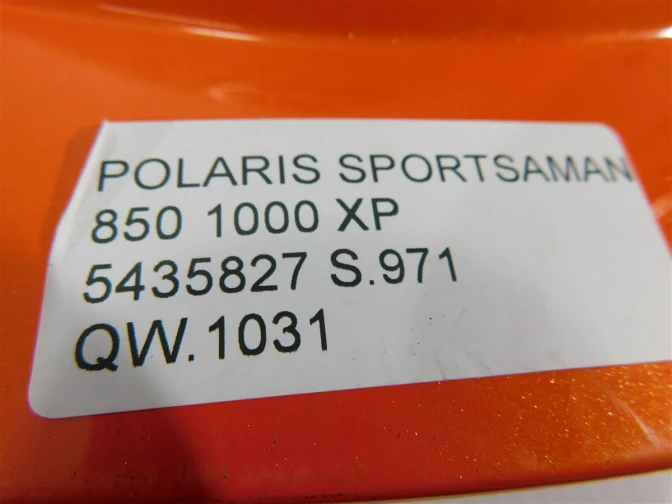 POLARIS SPORTSAMAN
850 1000 XP
5435827 S.971
QW.1031